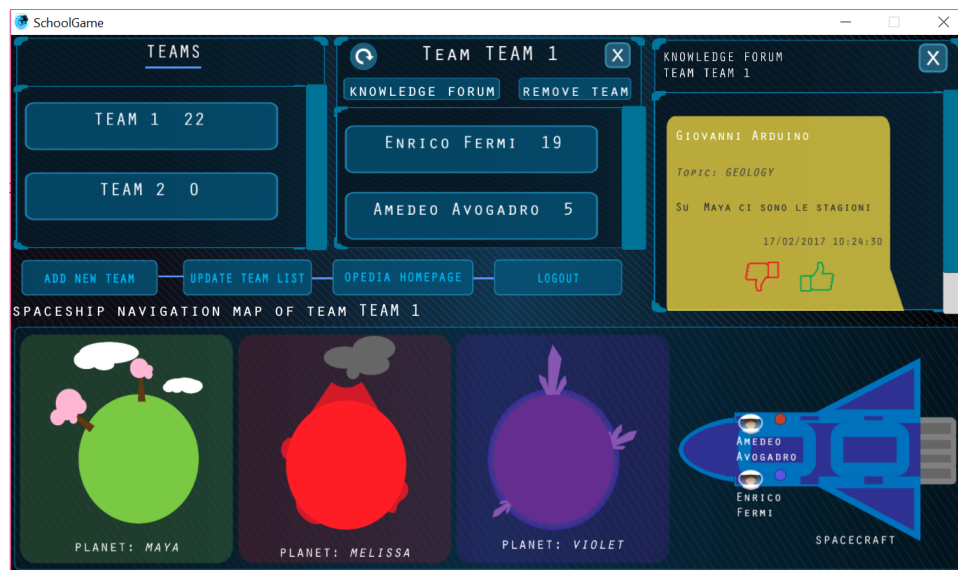 SchoolGame
TEAMS
TEAM 1 22
TEAM 2 0
Team TEAM 1
X
KNOWLEDGE FORUM
REMOVE TEAM
Enrico Fermi 19
Amedeo Avogadro 5
KNOWLEDGE FORUM
TEAM TEAM 1
X
Giovanni Arduino
Topic: GEOLOGY
Su Maya ci sono le stagioni
17/02/2017 10:24:30
ADD NEW TEAM
UPDATE TEAM LIST
OPEDIA HOMEPAGE
LOGOUT
SPACESHIP NAVIGATION MAP OF TEAM TEAM 1
PLANET: MAYA
PLANET: MELISSA
PLANET: VIOLET
Amedeo
Avogadro
Enrico
Fermi
SPACECRAFT